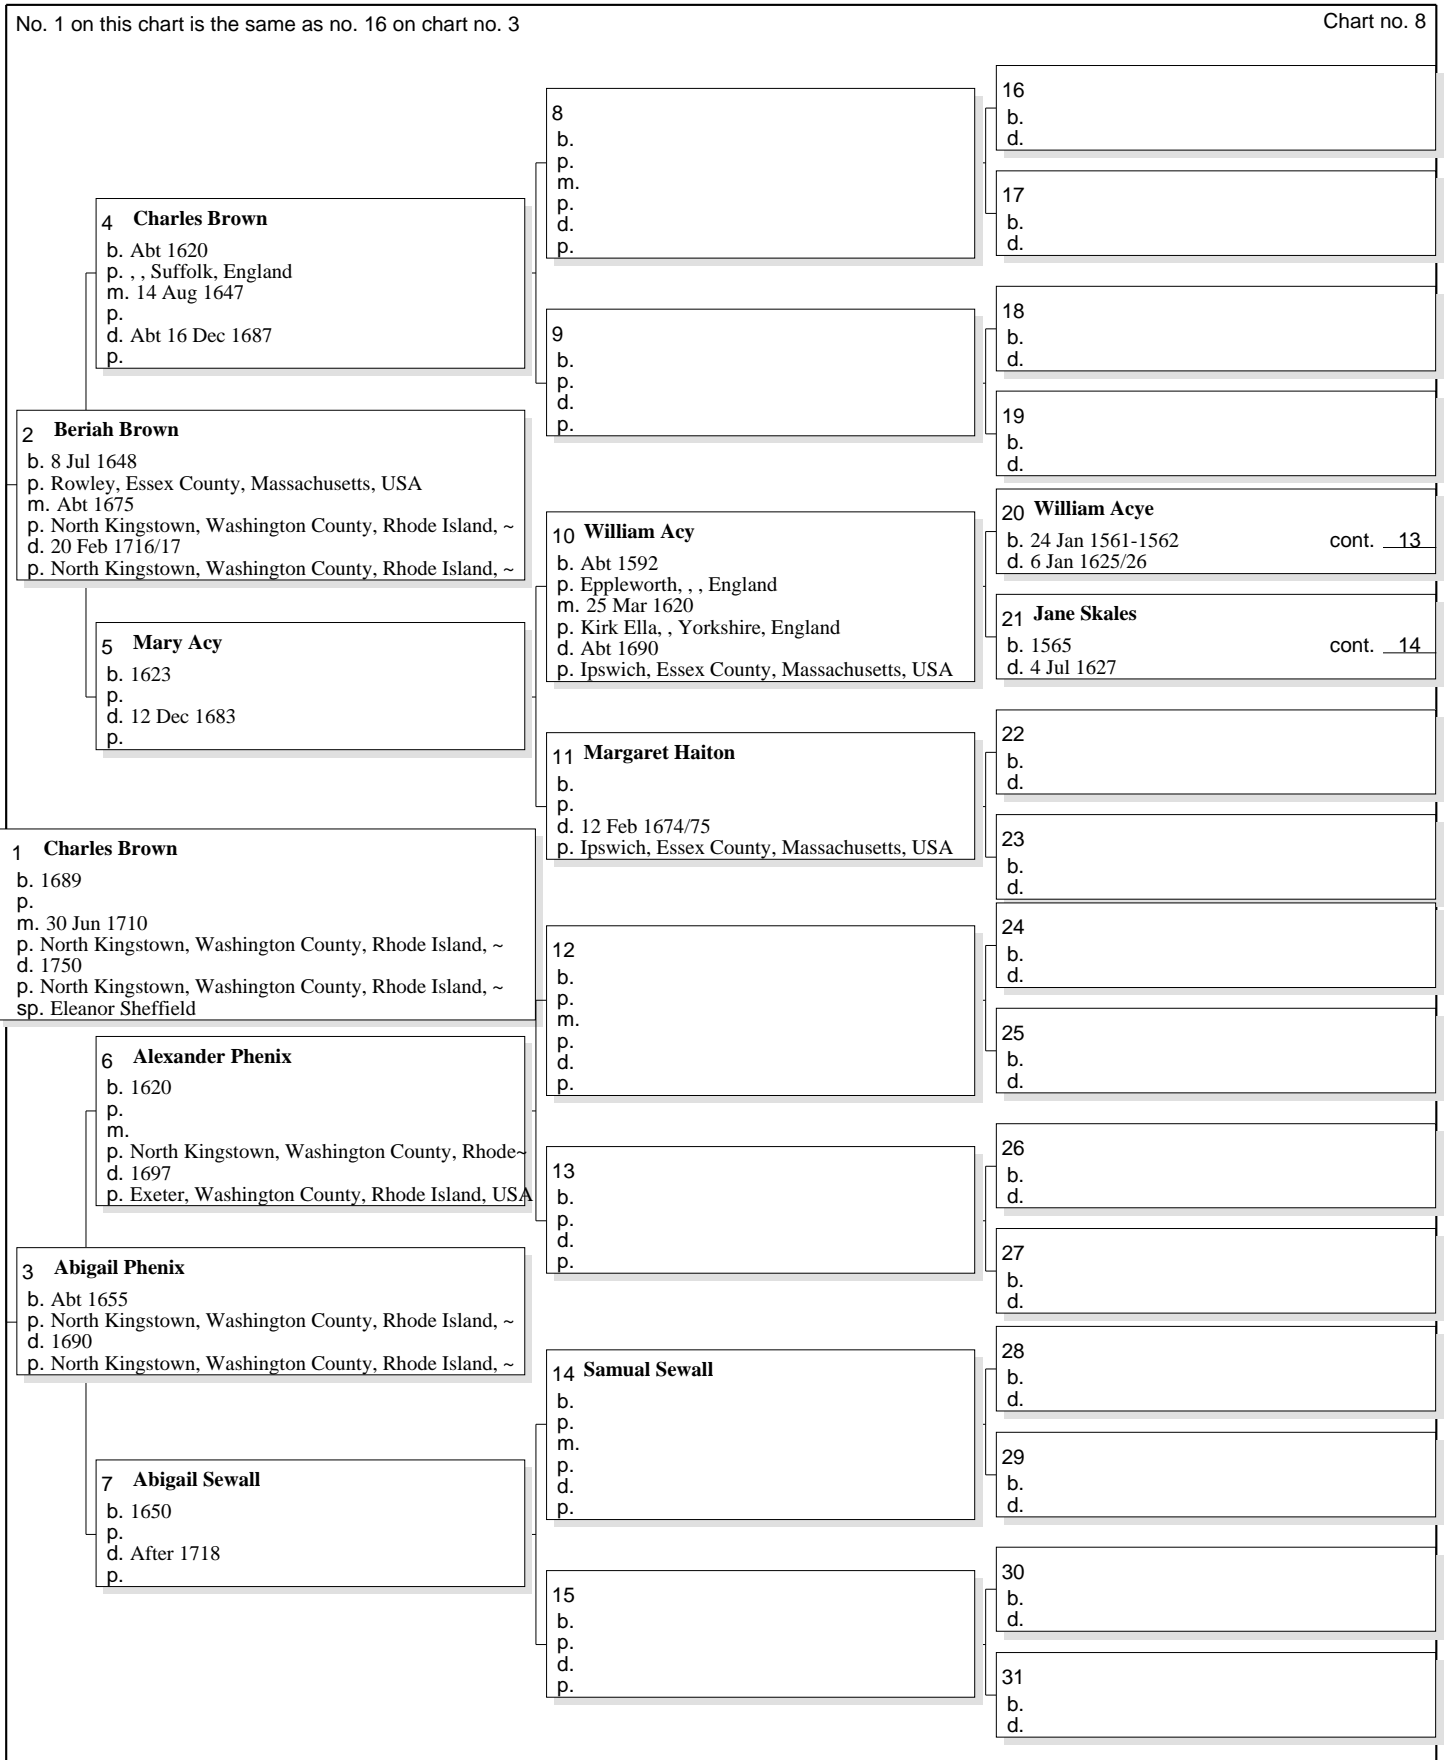 No. 1 on this chart is the same as no. 16 on chart no. 3
Chart no. 8
1 Charles Brown
b. 1689
p.
m. 30 Jun 1710
p. North Kingstown, Washington County, Rhode Island, ~
d. 1750
p. North Kingstown, Washington County, Rhode Island, ~
sp. Eleanor Sheffield
2 Beriah Brown
b. 8 Jul 1648
p. Rowley, Essex County, Massachusetts, USA
m. Abt 1675
p. North Kingstown, Washington County, Rhode Island, ~
d. 20 Feb 1716/17
p. North Kingstown, Washington County, Rhode Island, ~
3 Abigail Phenix
b. Abt 1655
p. North Kingstown, Washington County, Rhode Island, ~
d. 1690
p. North Kingstown, Washington County, Rhode Island, ~
4 Charles Brown
b. Abt 1620
p. , , Suffolk, England
m. 14 Aug 1647
p.
d. Abt 16 Dec 1687
p.
5 Mary Acy
b. 1623
p.
d. 12 Dec 1683
p.
6 Alexander Phenix
b. 1620
p.
m.
p. North Kingstown, Washington County, Rhode~
d. 1697
p. Exeter, Washington County, Rhode Island, USA
7 Abigail Sewall
b. 1650
p.
d. After 1718
p.
8
b.
p.
m.
p.
d.
p.
9
b.
p.
d.
p.
10 William Acy
b. Abt 1592
p. Eppleworth, , , England
m. 25 Mar 1620
p. Kirk Ella, , Yorkshire, England
d. Abt 1690
p. Ipswich, Essex County, Massachusetts, USA
11 Margaret Haiton
b.
p.
d. 12 Feb 1674/75
p. Ipswich, Essex County, Massachusetts, USA
12
b.
p.
m.
p.
d.
p.
13
b.
p.
d.
p.
14 Samual Sewall
b.
p.
m.
p.
d.
p.
15
b.
p.
d.
p.
16
b.
d.
17
b.
d.
18
b.
d.
19
b.
d.
20 William Acye
b. 24 Jan 1561-1562 cont. 13
d. 6 Jan 1625/26
21 Jane Skales
b. 1565 cont. 14
d. 4 Jul 1627
22
b.
d.
23
b.
d.
24
b.
d.
25
b.
d.
26
b.
d.
27
b.
d.
28
b.
d.
29
b.
d.
30
b.
d.
31
b.
d.